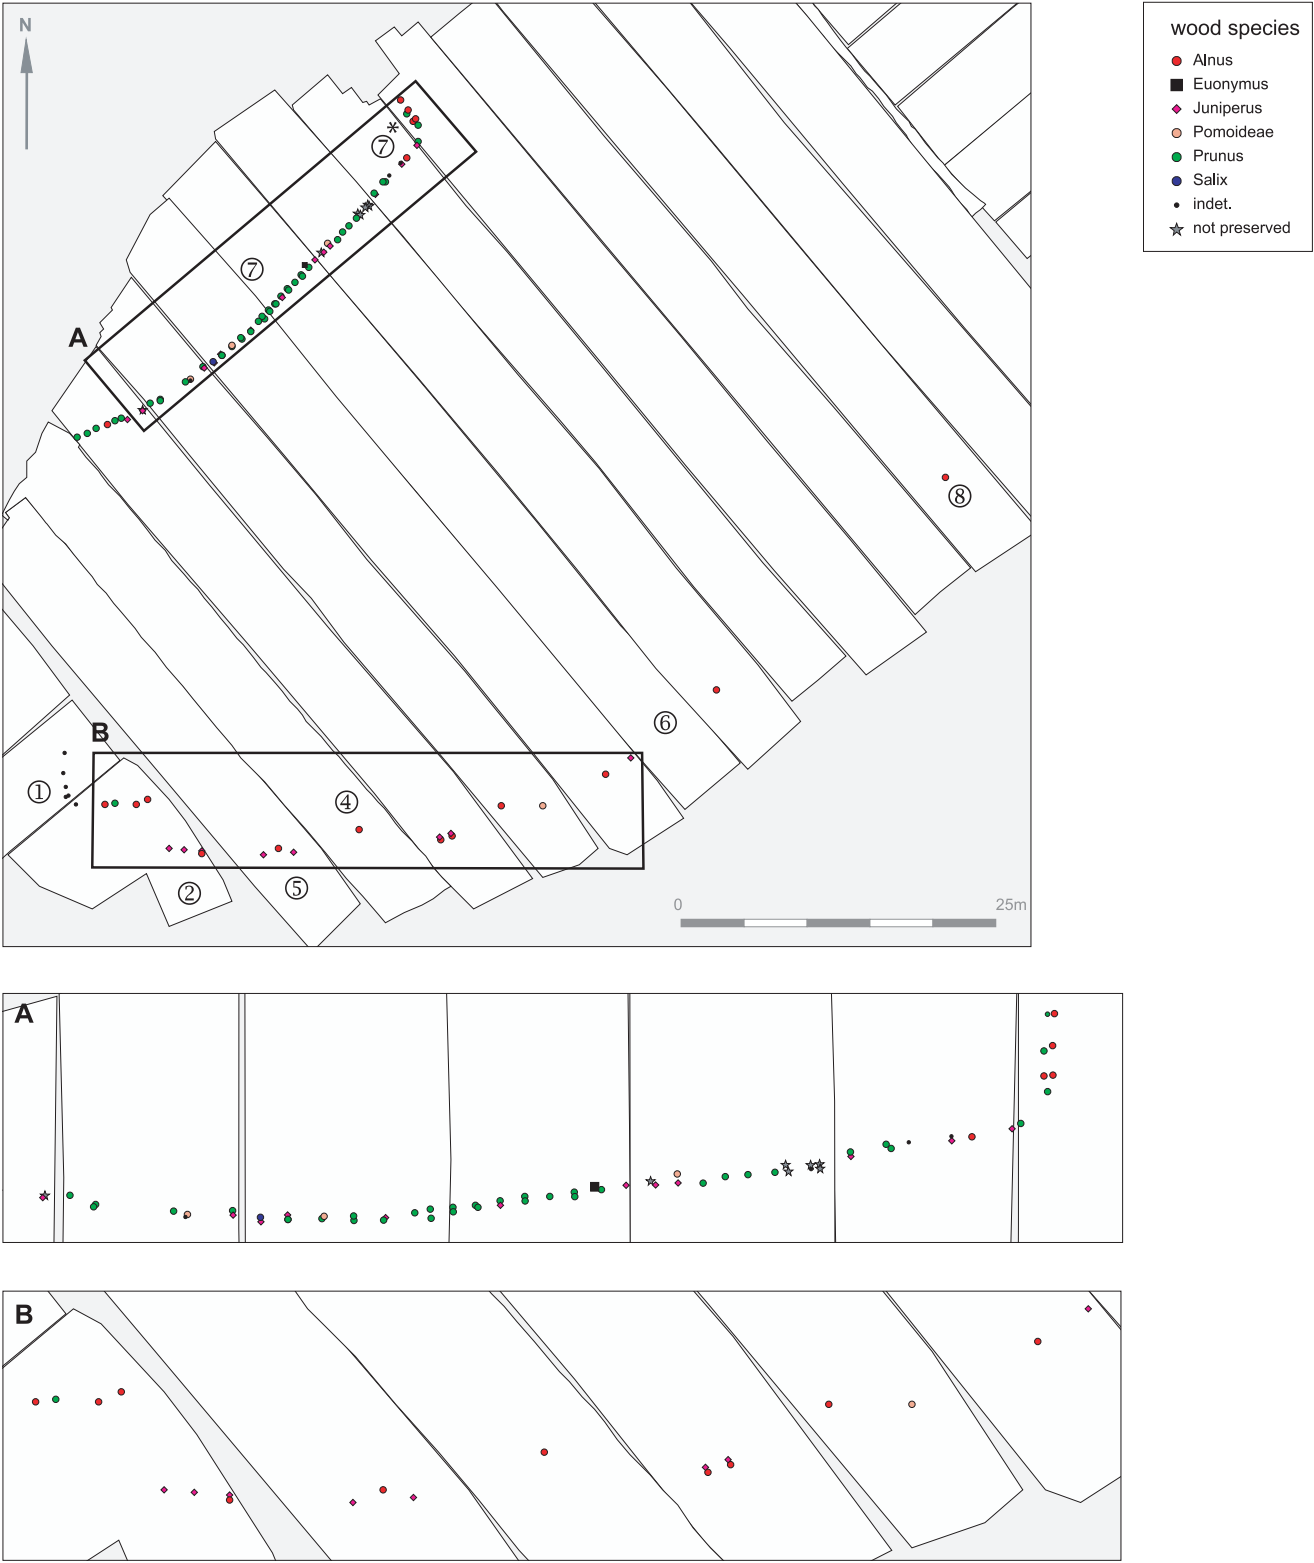 N
wood species
Alnus
Euonymus
Juniperus
Pomoideae
Prunus
Salix
indet.
not preserved
*
⑦
⑦
A
⑧
⑥
B
①
④
②
⑤
0 25m
A
B